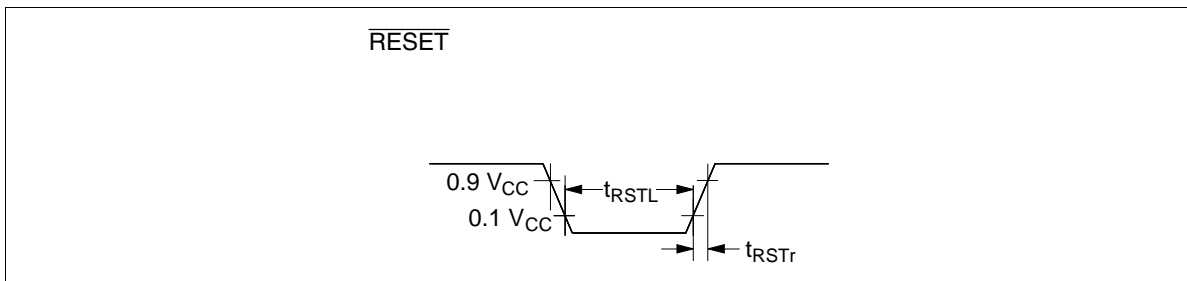 RESET
0.9 VCC
tRSTL
0.1 VCC
tRSTr